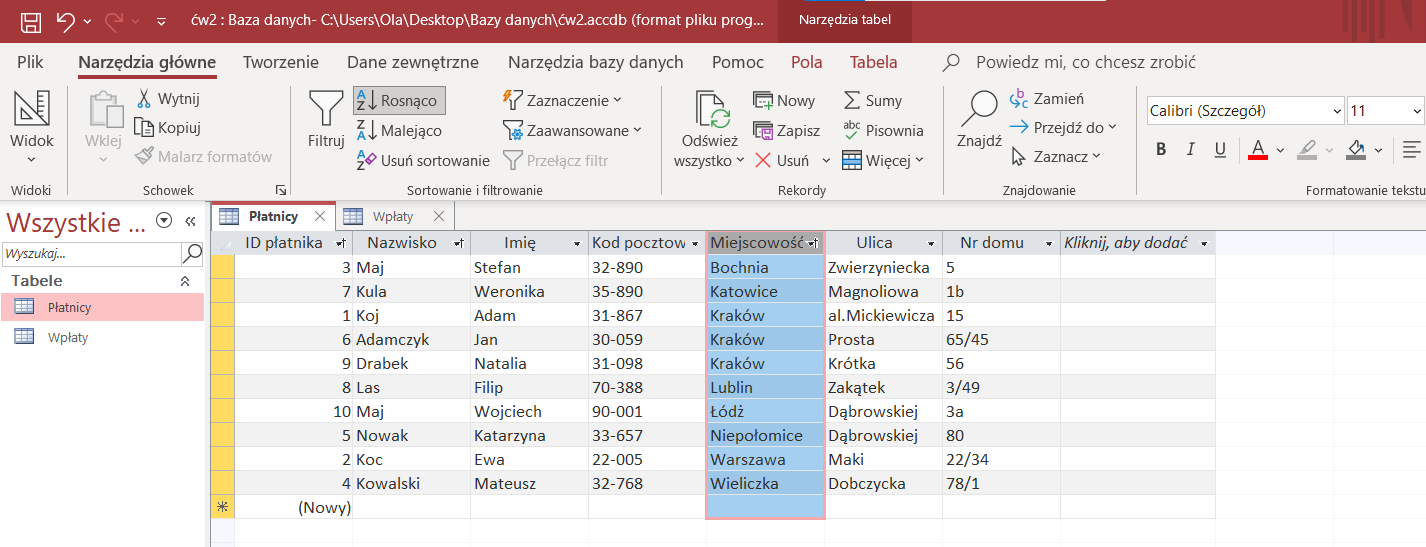 ćw2 : Baza danych- C:\Users\Ola\Desktop\Bazy danych\ćw2.accdb (format pliku prog... Narzędzia tabel
Plik Narzędzia główne Tworzenie Dane zewnętrzne Narzędzia bazy danych Pomoc Pola Tabela Powiedz mi, co chcesz zrobić
Widok
Widoki
Wklej
Wytnij
Kopiuj
Malarz formatów
Schowek
Filtruj
Rosnąco
Malejąco
Usuń sortowanie
Zaznaczenie
Zaawansowane
Przełącz filtr
Sortowanie i filtrowanie
Odśwież
wszystko
Nowy
Zapisz
Usuń
Sumy
Pisownia
Więcej
Rekordy
Znajdź
Zamień
Przejdź do
Zaznacz
Znajdowanie
Calibri (Szczegół) 11
B I U A
Formatowanie tekstu
Wszystkie ...
Wyszukaj...
Tabele
Płatnicy
Wpłaty
Płatnicy Wpłaty
ID płatnika Nazwisko Imię Kod pocztow Miejscowość Ulica Nr domu Kliknij, aby dodać
3 Maj Stefan 32-890 Bochnia Zwierzyniecka 5
7 Kula Weronika 35-890 Katowice Magnoliowa 1b
1 Koj Adam 31-867 Kraków al.Mickiewicza 15
6 Adamczyk Jan 30-059 Kraków Prosta 65/45
9 Drabek Natalia 31-098 Kraków Krótka 56
8 Las Filip 70-388 Lublin Zakątek 3/49
10 Maj Wojciech 90-001 Łódź Dąbrowskiej 3a
5 Nowak Katarzyna 33-657 Niepołomice Dąbrowskiej 80
2 Koc Ewa 22-005 Warszawa Maki 22/34
4 Kowalski Mateusz 32-768 Wieliczka Dobczycka 78/1
(Nowy)